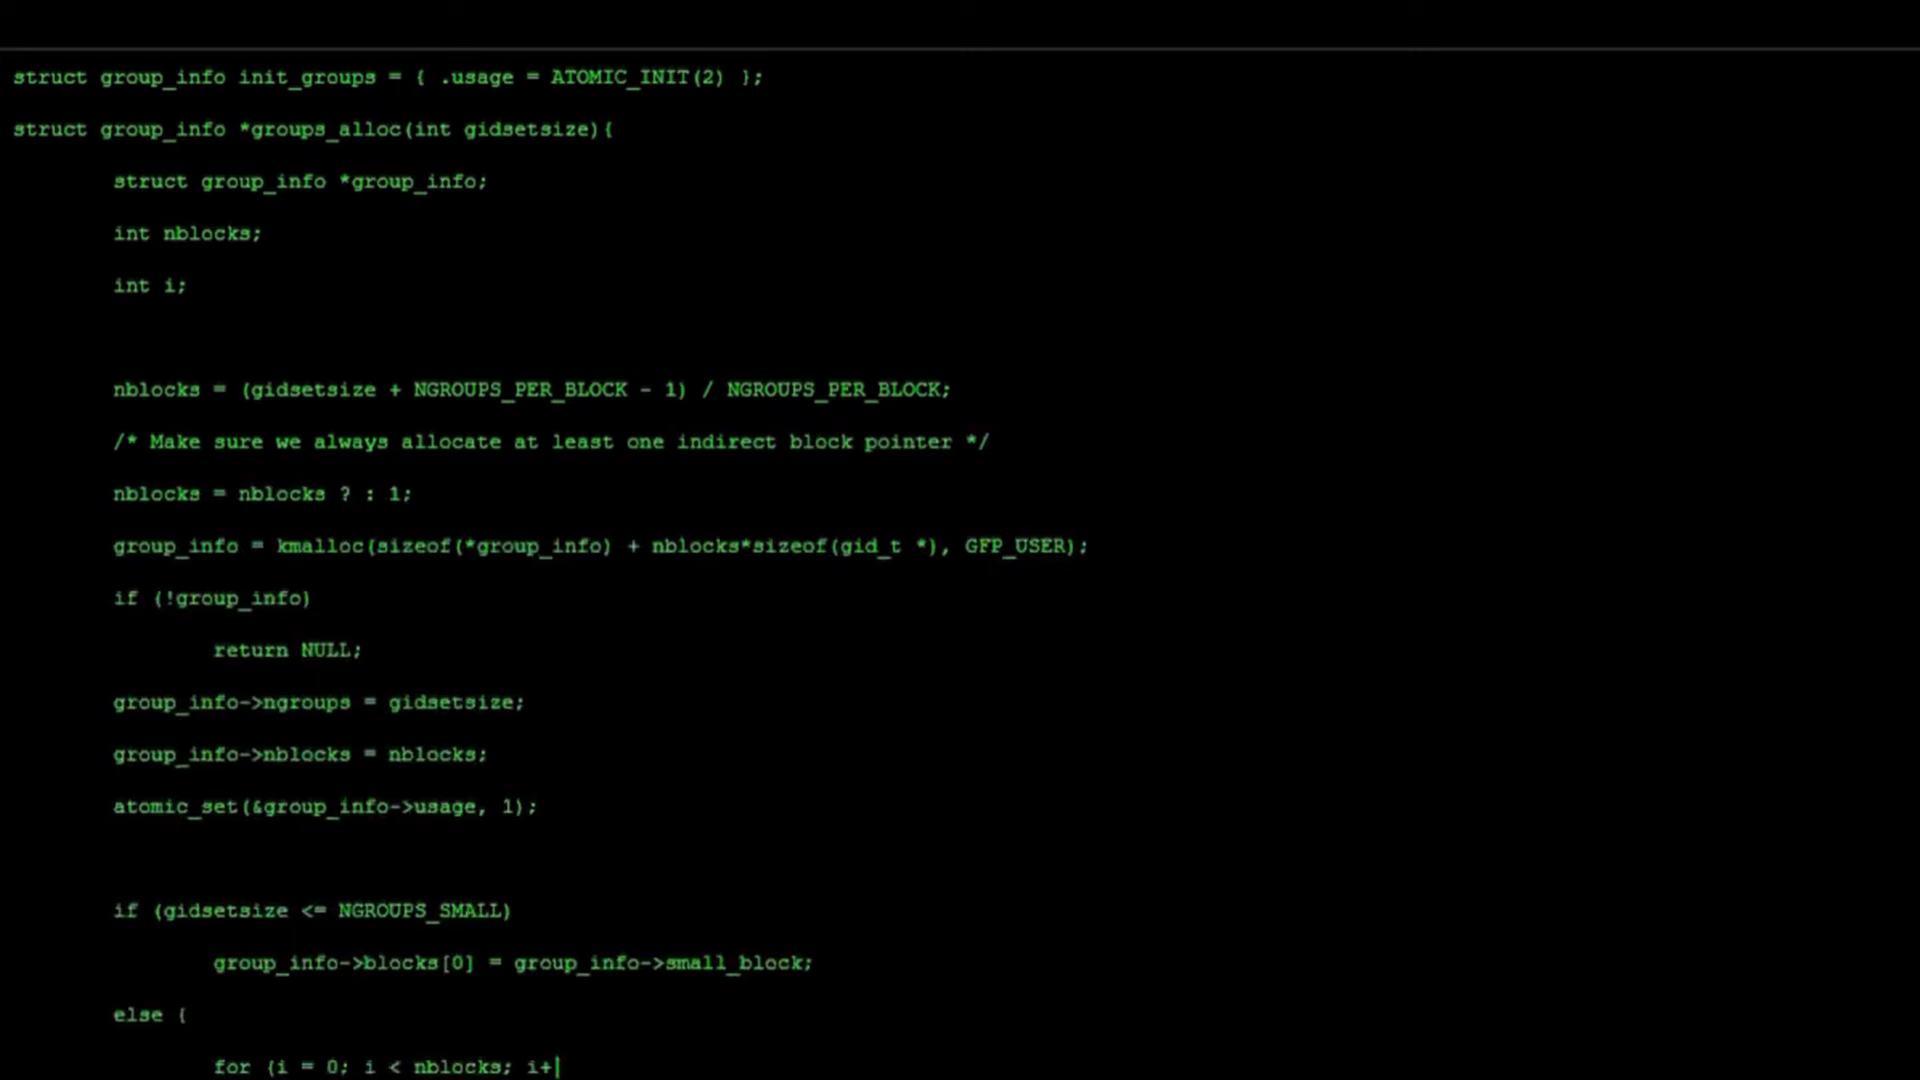 struct group_info init_groups = { .usage = ATOMIC_INIT(2) };
struct group_info *groups_alloc(int gidsetsize){
struct group_info *group_info;
int nblocks;
int i;
nblocks = (gidsetsize + NGROUPS_PER_BLOCK - 1) / NGROUPS_PER_BLOCK;
/* Make sure we always allocate at least one indirect block pointer */
nblocks = nblocks ? : 1;
group_info = kmalloc(sizeof(*group_info) + nblocks*sizeof(gid_t *), GFP_USER);
if (!group_info)
return NULL;
group_info->ngroups = gidsetsize;
group_info->nblocks = nblocks;
atomic_set(&group_info->usage, 1);
if (gidsetsize <= NGROUPS_SMALL)
group_info->blocks[0] = group_info->small_block;
else {
for (i = 0; i < nblocks; i+